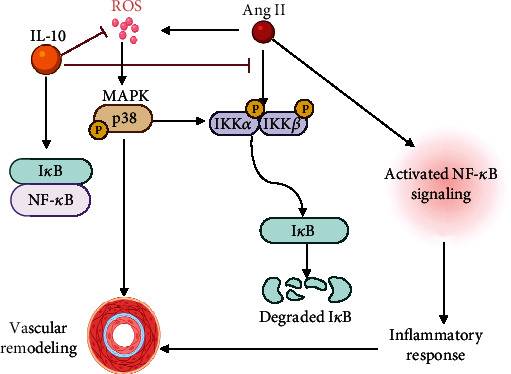 ROS
Ang II
IL-10
MAPK
p38
P
IKKα
P
IKKβ
P
IκB
NF-κB
Activated NF-κB
signaling
IκB
Degraded IκB
Vascular
remodeling
Inflammatory
response